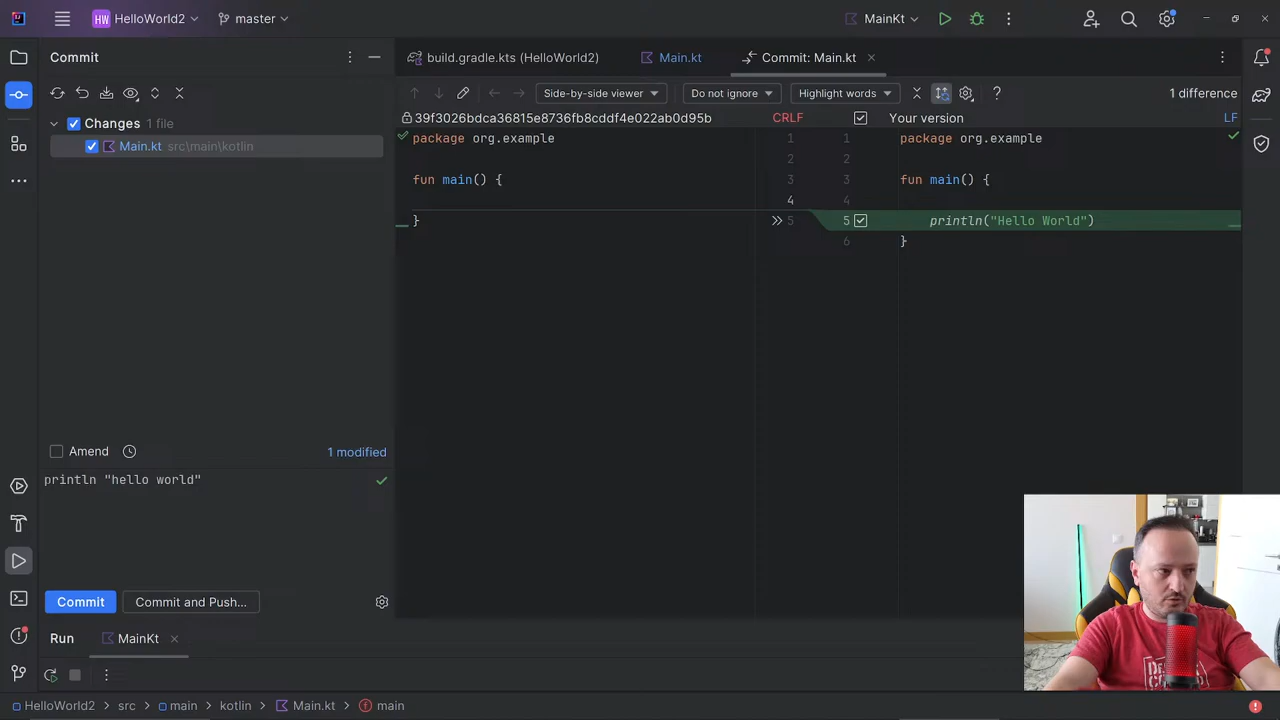 HW HelloWorld2 master MainKt
Commit build.gradle.kts (HelloWorld2) Main.kt Commit: Main.kt
Side-by-side viewer Do not ignore Highlight words ? 1 difference
39f3026bdca36815e8736fb8cddf4e022ab0d95b CRLF Your version LF
Changes 1 file
Main.kt src\main\kotlin
package org.example 1 1 package org.example
2 2
fun main() { 3 3 fun main() {
4 4
} 5 5 println("Hello World")
6 }
Amend 1 modified
println "hello world"
Commit Commit and Push...
Run MainKt
HelloWorld2 src main kotlin Main.kt main